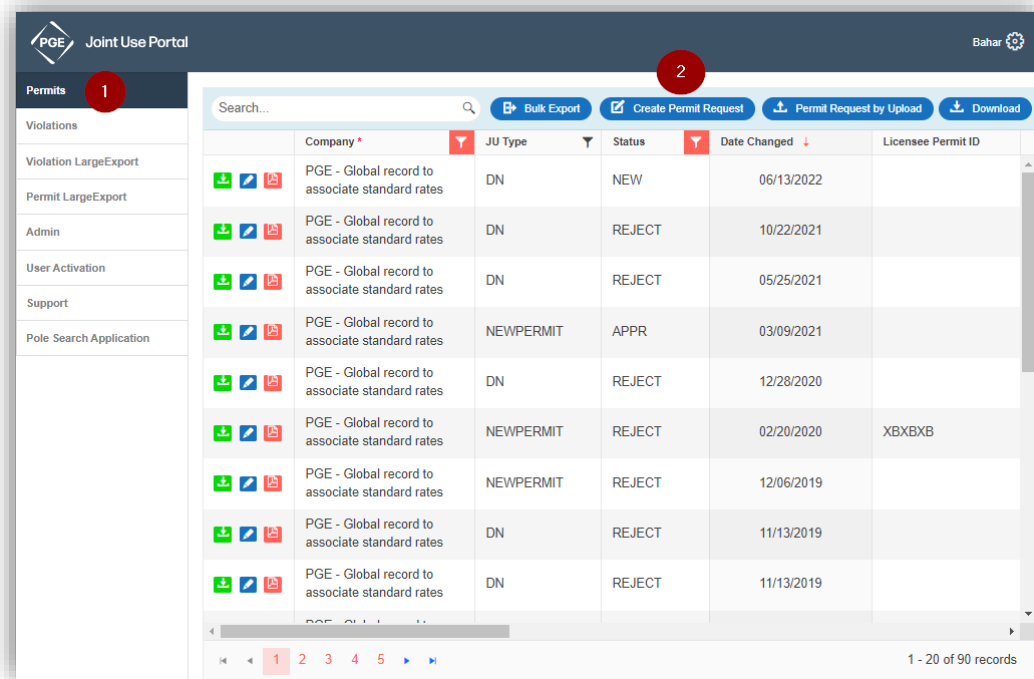 PGE Joint Use Portal
Bahar
Permits
1
2
Violations
Violation LargeExport
Permit LargeExport
Admin
User Activation
Support
Pole Search Application
Search...
Bulk Export
Create Permit Request
Permit Request by Upload
Download
Company * JU Type Status Date Changed ↓ Licensee Permit ID
PGE - Global record to
associate standard rates
DN NEW 06/13/2022
PGE - Global record to
associate standard rates
DN REJECT 10/22/2021
PGE - Global record to
associate standard rates
DN REJECT 05/25/2021
PGE - Global record to
associate standard rates
NEWPERMIT APPR 03/09/2021
PGE - Global record to
associate standard rates
DN REJECT 12/28/2020
PGE - Global record to
associate standard rates
NEWPERMIT REJECT 02/20/2020 XBXBXB
PGE - Global record to
associate standard rates
NEWPERMIT REJECT 12/06/2019
PGE - Global record to
associate standard rates
DN REJECT 11/13/2019
PGE - Global record to
associate standard rates
DN REJECT 11/13/2019
1 2 3 4 5
1 - 20 of 90 records